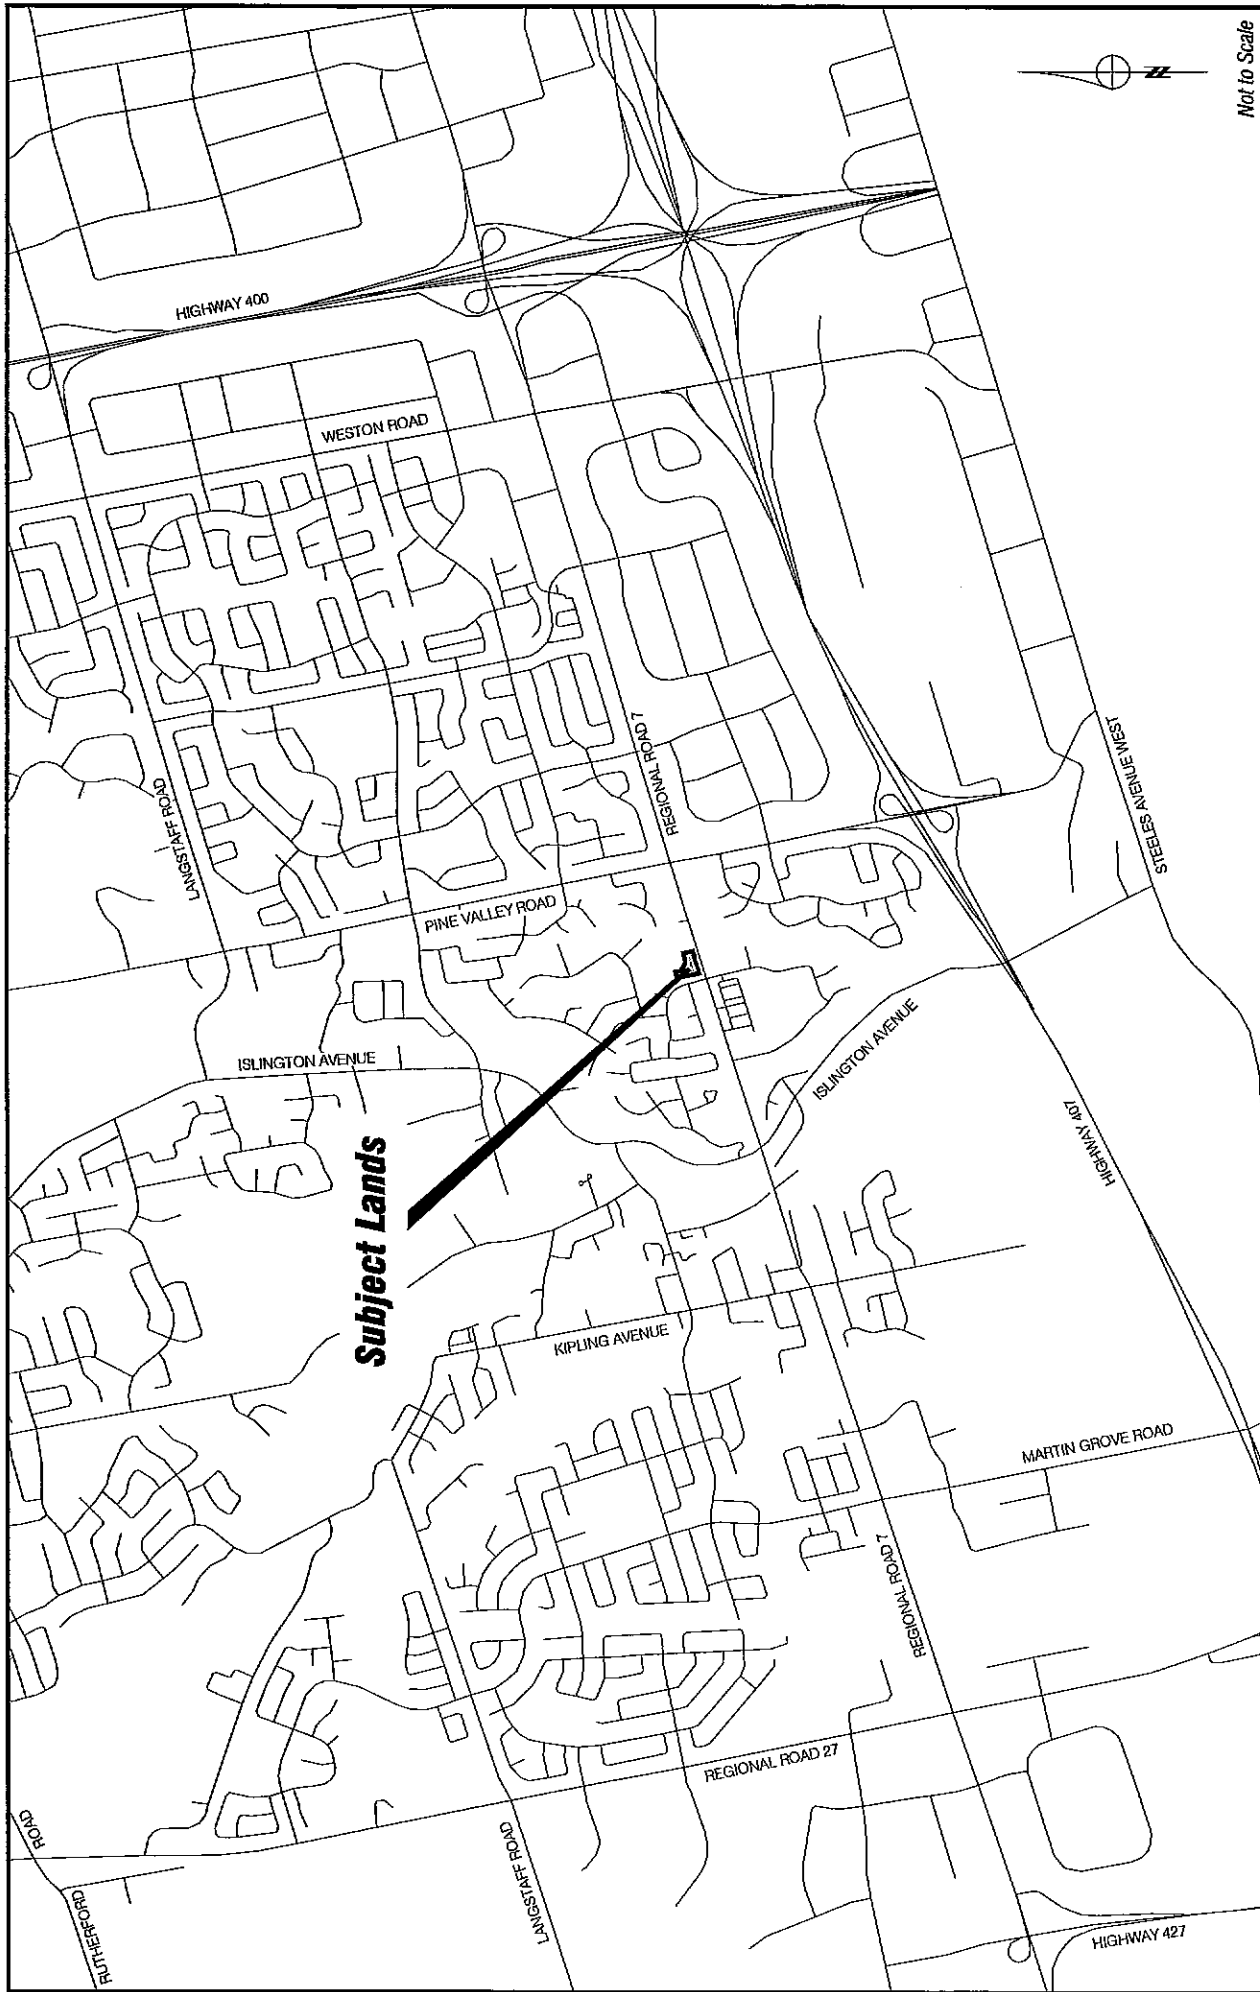 RUTHERFORD
ROAD
LANGSTAFF ROAD
REGIONAL ROAD 27
HIGHWAY 427
REGIONAL ROAD 7
MARTIN GROVE ROAD
KIPLING AVENUE
Subject Lands
ISLINGTON AVENUE
ISLINGTON AVENUE
HIGHWAY 407
PINE VALLEY ROAD
LANGSTAFF ROAD
REGIONAL ROAD 7
STEELES AVENUE WEST
WESTON ROAD
HIGHWAY 400
N
Not to Scale